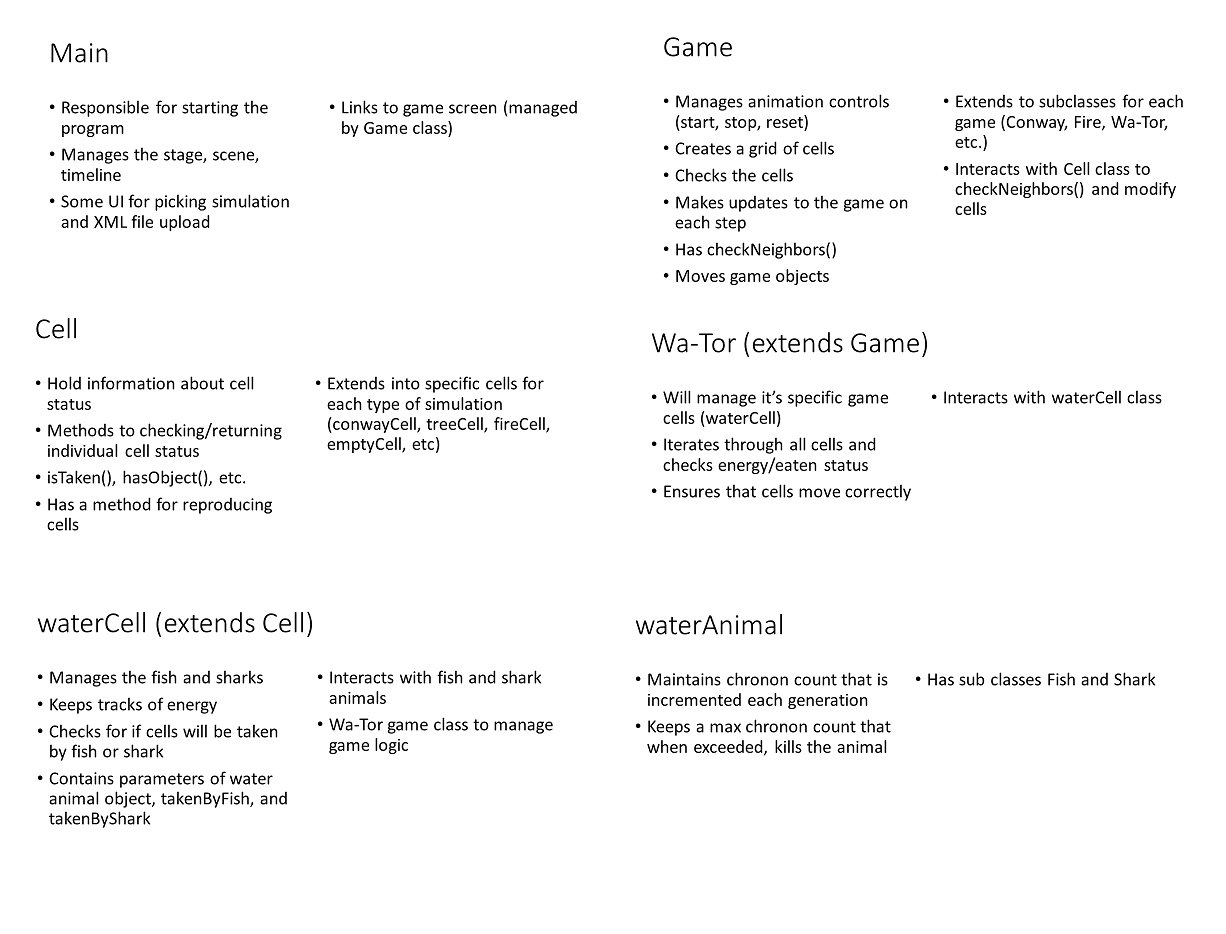 Main
• Responsible for starting the
program
• Manages the stage, scene,
timeline
• Some UI for picking simulation
and XML file upload
• Links to game screen (managed
by Game class)
Game
• Manages animation controls
(start, stop, reset)
• Creates a grid of cells
• Checks the cells
• Makes updates to the game on
each step
• Has checkNeighbors()
• Moves game objects
• Extends to subclasses for each
game (Conway, Fire, Wa-Tor,
etc.)
• Interacts with Cell class to
checkNeighbors() and modify
cells
Cell
• Hold information about cell
status
• Methods to checking/returning
individual cell status
• isTaken(), hasObject(), etc.
• Has a method for reproducing
cells
• Extends into specific cells for
each type of simulation
(conwayCell, treeCell, fireCell,
emptyCell, etc)
Wa-Tor (extends Game)
• Will manage it’s specific game
cells (waterCell)
• Iterates through all cells and
checks energy/eaten status
• Ensures that cells move correctly
• Interacts with waterCell class
waterCell (extends Cell)
• Manages the fish and sharks
• Keeps tracks of energy
• Checks for if cells will be taken
by fish or shark
• Contains parameters of water
animal object, takenByFish, and
takenByShark
• Interacts with fish and shark
animals
• Wa-Tor game class to manage
game logic
waterAnimal
• Maintains chronon count that is
incremented each generation
• Keeps a max chronon count that
when exceeded, kills the animal
• Has sub classes Fish and Shark